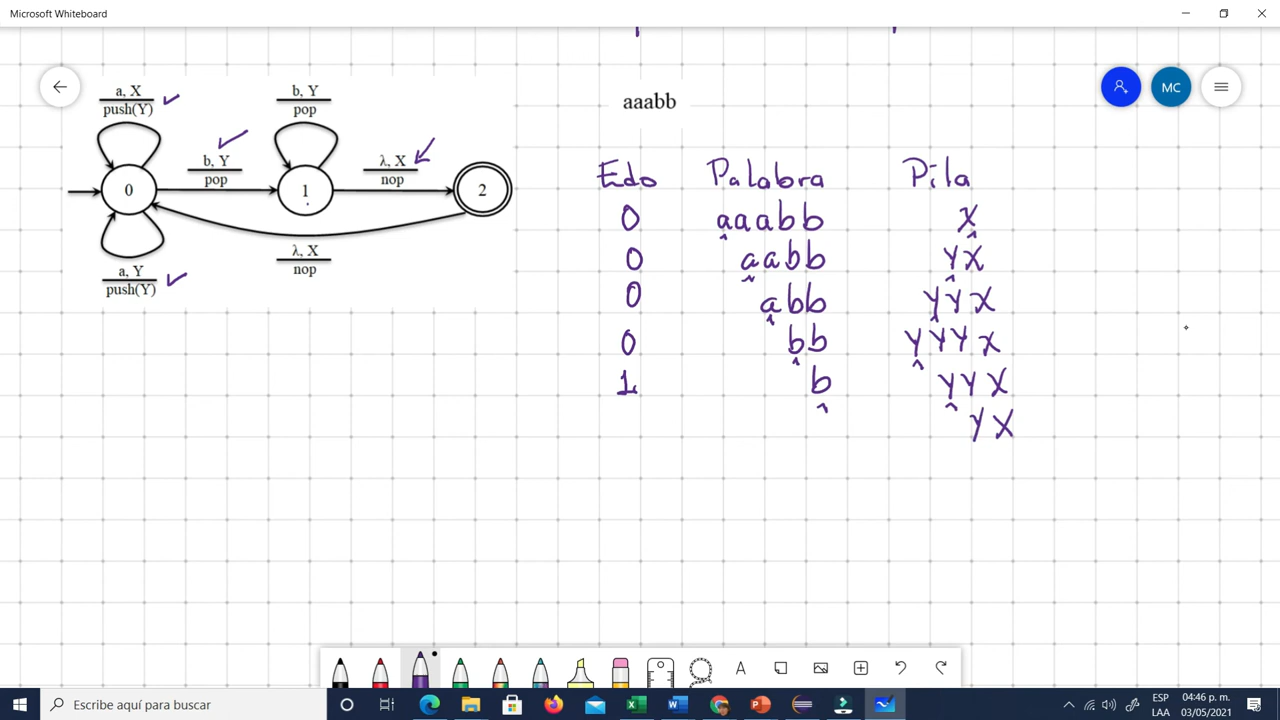 Microsoft Whiteboard
MC
a, X
push(Y)
b, Y
pop
b, Y
pop
λ, X
nop
0
1
2
λ, X
nop
a, Y
push(Y)
aaabb
Edo Palabra Pila
0 aaabb X
0 aabb YX
0 abb YYX
0 bb YYYX
1 b YYX
YX
A
Escribe aquí para buscar
ESP
LAA
04:46 p. m.
03/05/2021